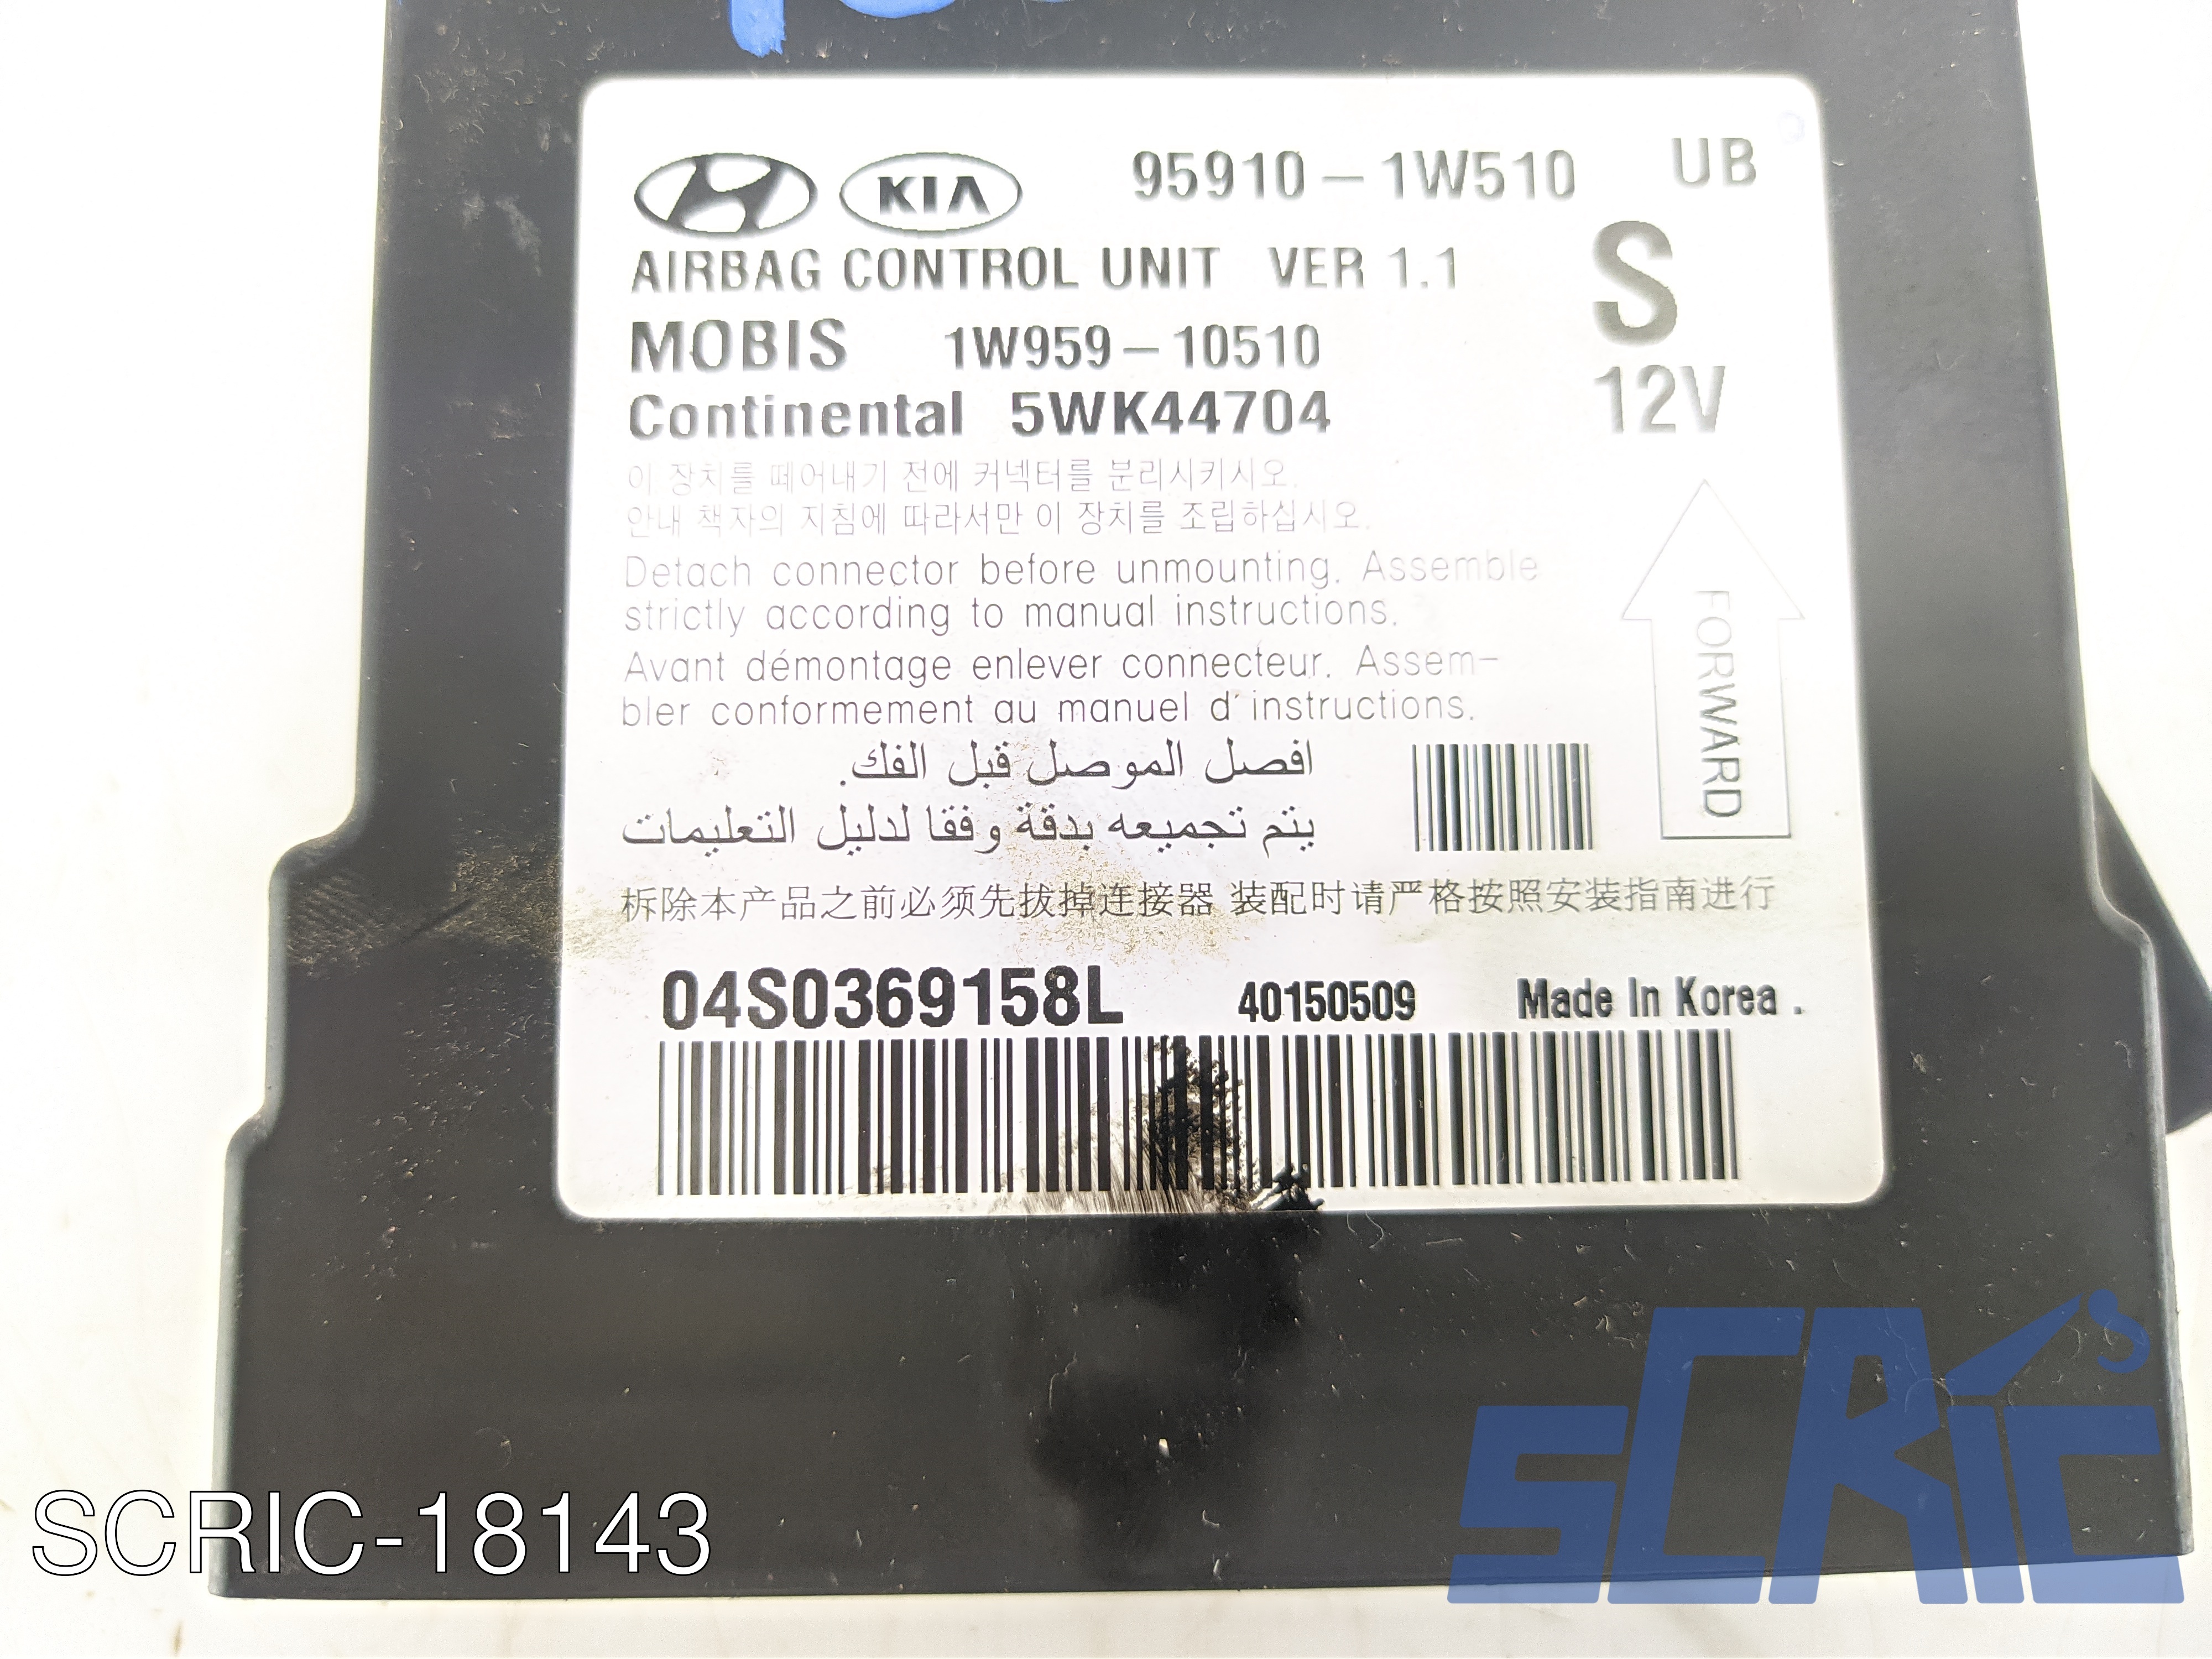 KIA
95910-1W510 UB
AIRBAG CONTROL UNIT VER 1.1
S
MOBIS 1W959-10510
Continental 5WK44704
12V
이 장치를 떼어내기 전에 커넥터를 분리시키시오.
안내 책자의 지침에 따라서만 이 장치를 조립하십시오.
Detach connector before unmounting. Assemble
strictly according to manual instructions.
Avant démontage enlever connecteur. Assem-
bler conformement au manuel d'instructions.
افصل الموصل قبل الفك.
يتم تجميعه بدقة وفقا لدليل التعليمات
FORWARD
拆除本产品之前必须先拔掉连接器 装配时请严格按照安装指南进行
04S0369158L 40150509 Made In Korea .
SCRIC-18143
SCRIC
S